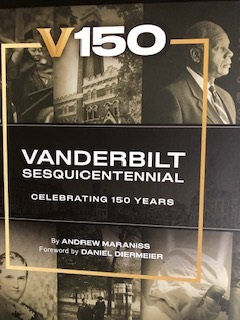 V150
VANDERBILT
SESQUICENTENNIAL
CELEBRATING 150 YEARS
By ANDREW MARANISS
Foreword by DANIEL DIERMEIER